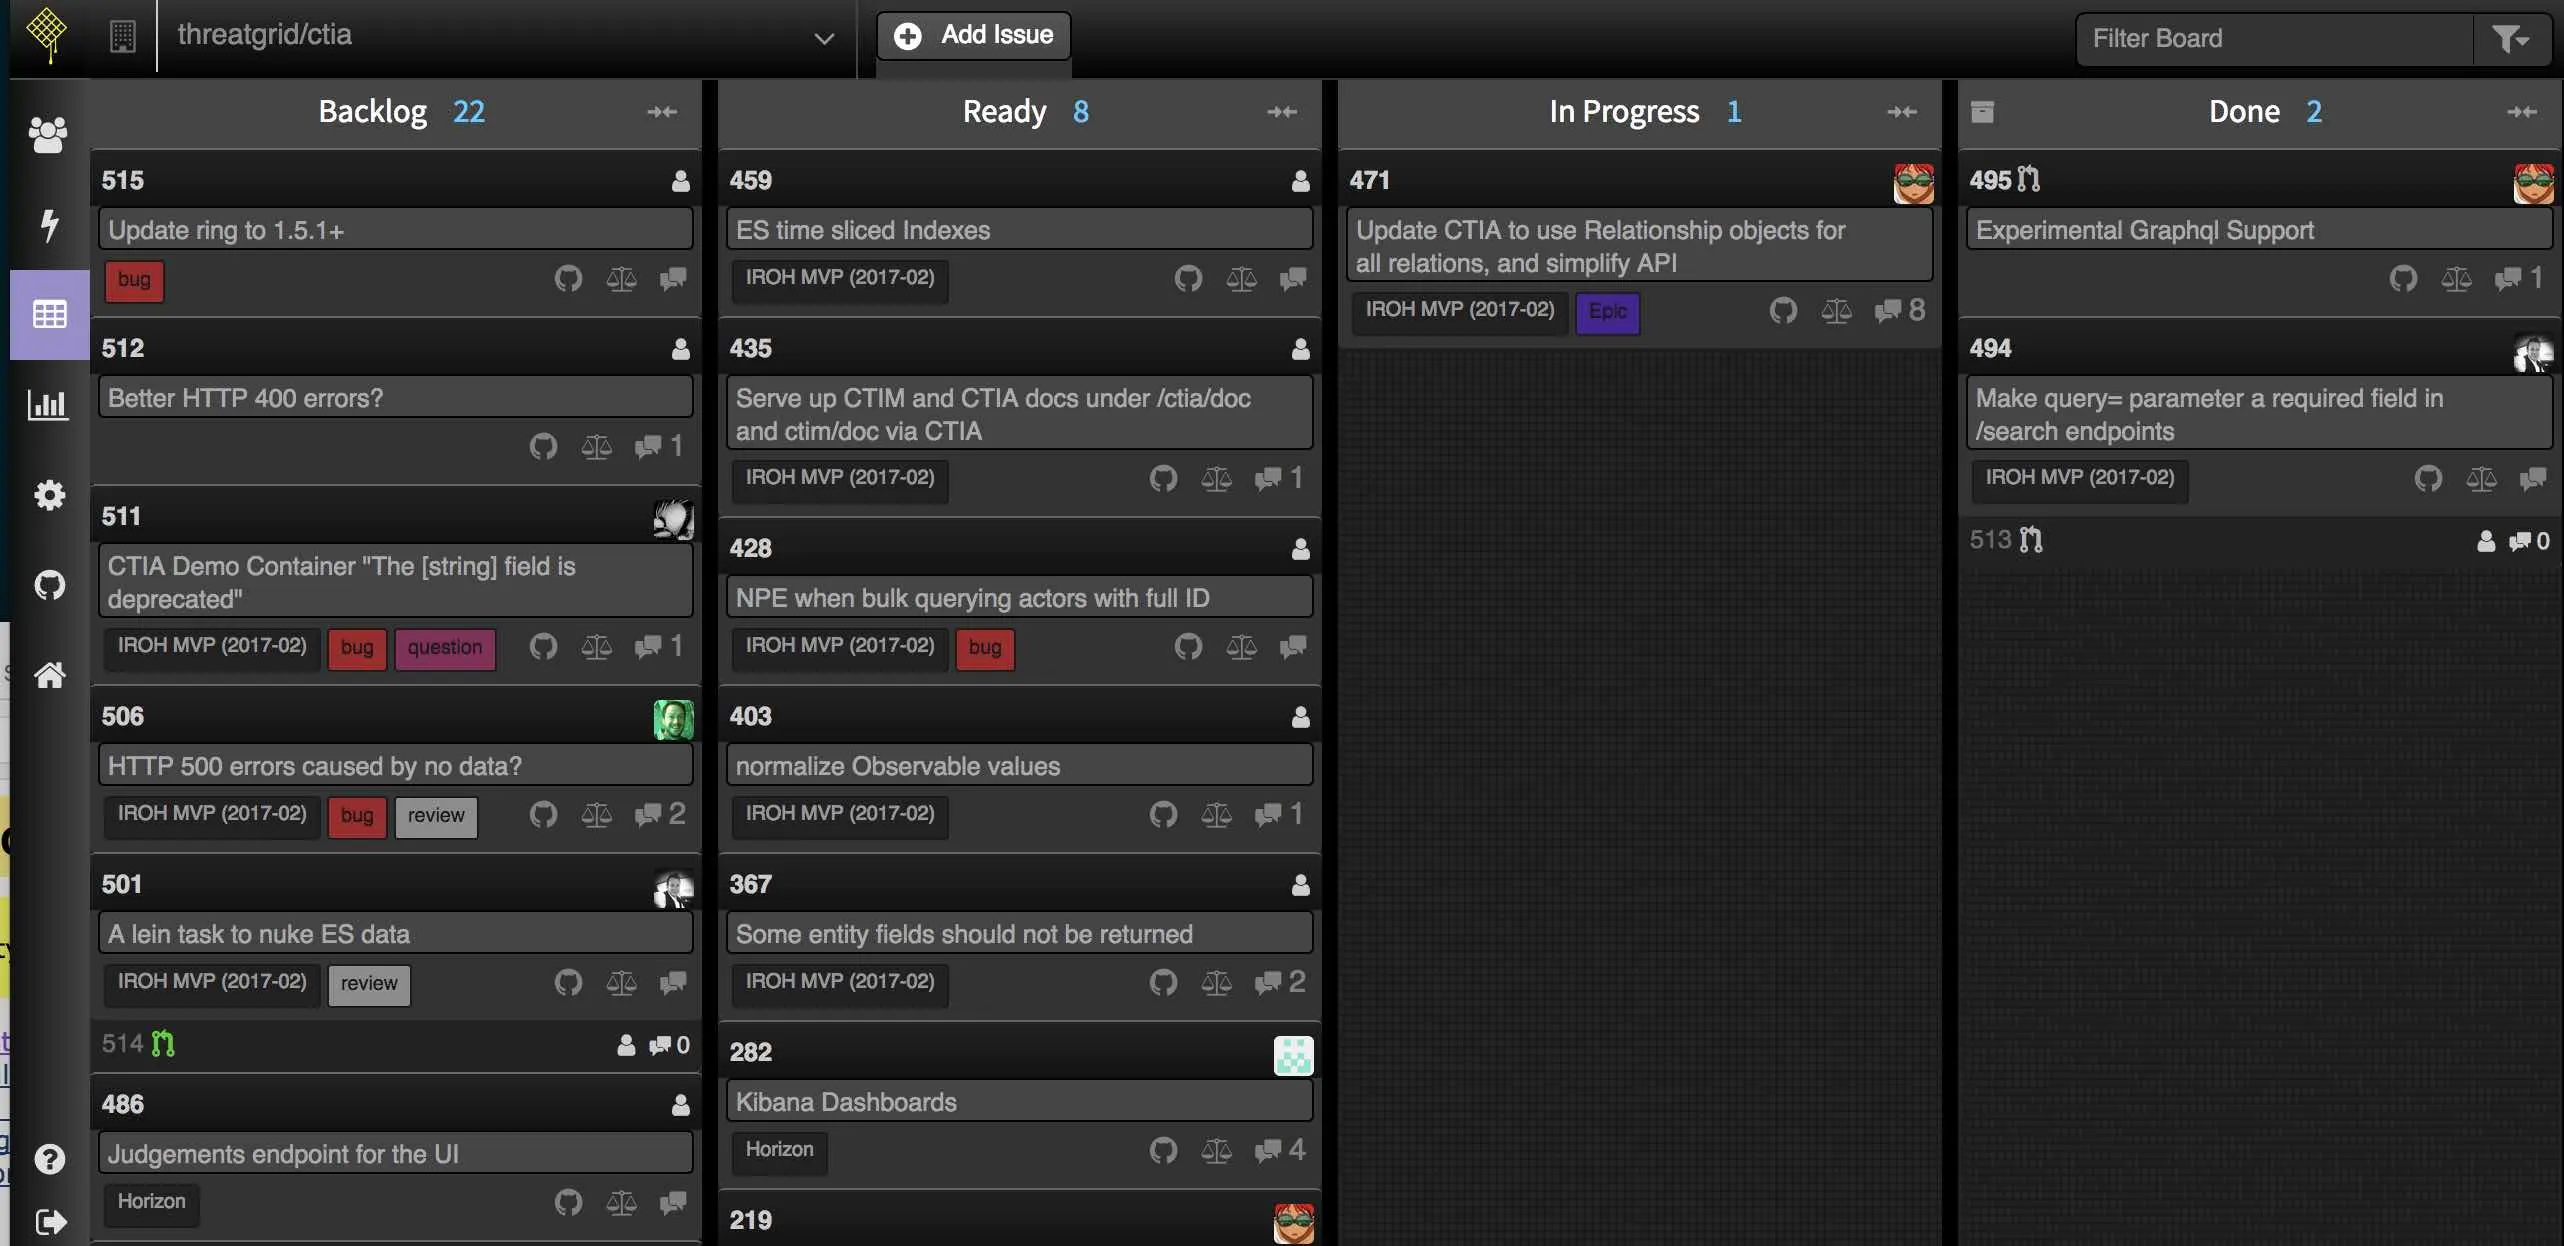 threatgrid/ctia
Add Issue
Filter Board
Backlog 22
515
Update ring to 1.5.1+
bug
512
Better HTTP 400 errors?
1
511
CTIA Demo Container "The [string] field is
deprecated"
IROH MVP (2017-02) bug question 1
506
HTTP 500 errors caused by no data?
IROH MVP (2017-02) bug review 2
501
A lein task to nuke ES data
IROH MVP (2017-02) review
514 0
486
Judgements endpoint for the UI
Horizon
Ready 8
459
ES time sliced Indexes
IROH MVP (2017-02)
435
Serve up CTIM and CTIA docs under /ctia/doc
and ctim/doc via CTIA
IROH MVP (2017-02) 1
428
NPE when bulk querying actors with full ID
IROH MVP (2017-02) bug
403
normalize Observable values
IROH MVP (2017-02) 1
367
Some entity fields should not be returned
IROH MVP (2017-02) 2
282
Kibana Dashboards
Horizon 4
219
In Progress 1
471
Update CTIA to use Relationship objects for
all relations, and simplify API
IROH MVP (2017-02) Epic 8
Done 2
495
Experimental Graphql Support
1
494
Make query= parameter a required field in
/search endpoints
IROH MVP (2017-02)
513 0